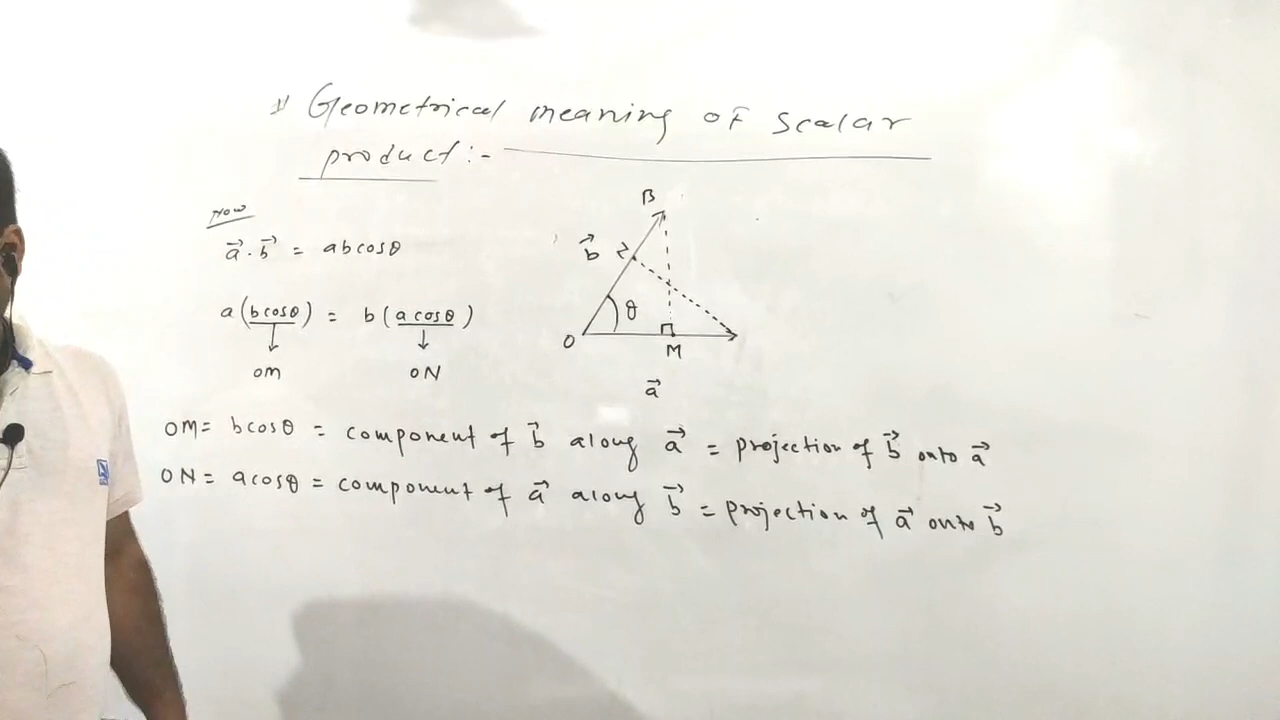 1) Geometrical meaning of scalar
product :-
Now
a⃗.b⃗ = abcosθ
a(bcosθ) = b(acosθ)
↓ ↓
OM ON
B
b⃗ N
θ
O M
a⃗
OM = bcosθ = component of b⃗ along a⃗ = projection of b⃗ onto a⃗
ON = acosθ = component of a⃗ along b⃗ = projection of a⃗ onto b⃗